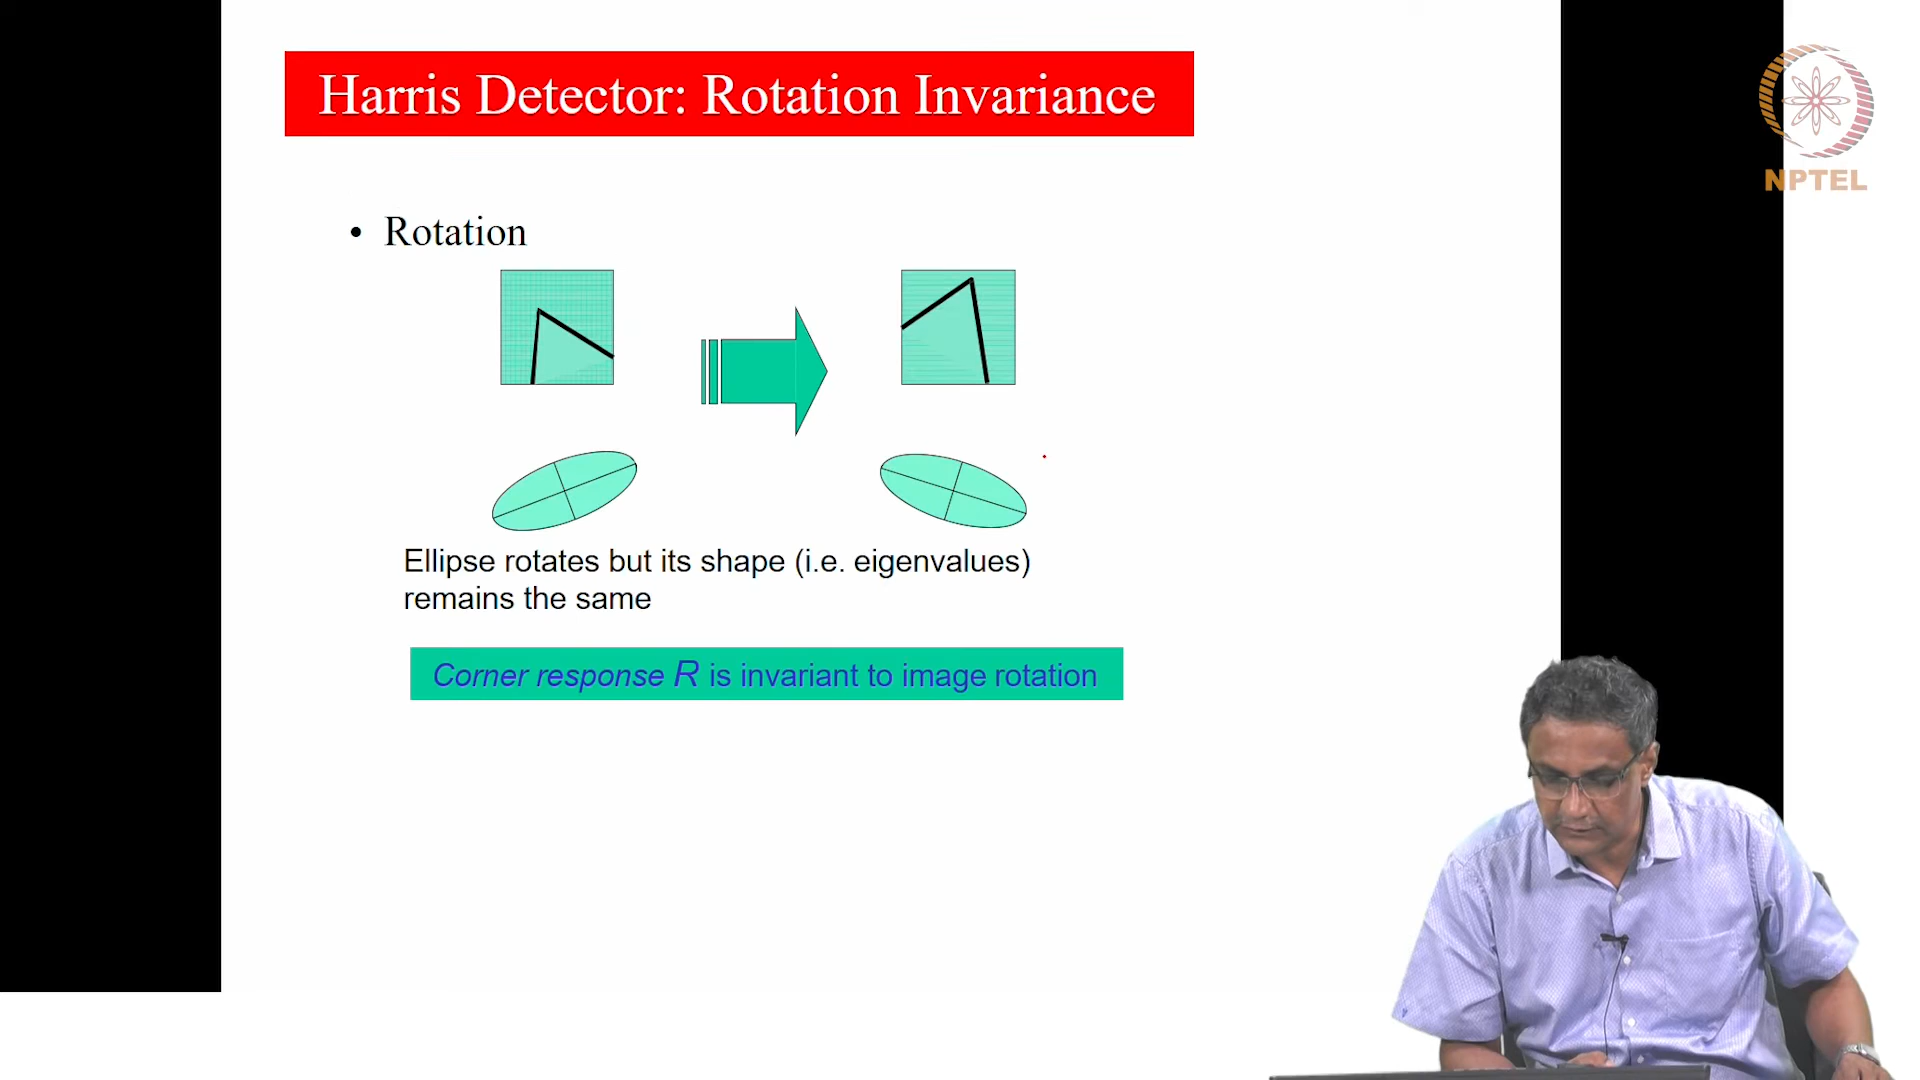 Harris Detector: Rotation Invariance
NPTEL
• Rotation
Ellipse rotates but its shape (i.e. eigenvalues)
remains the same
Corner response R is invariant to image rotation